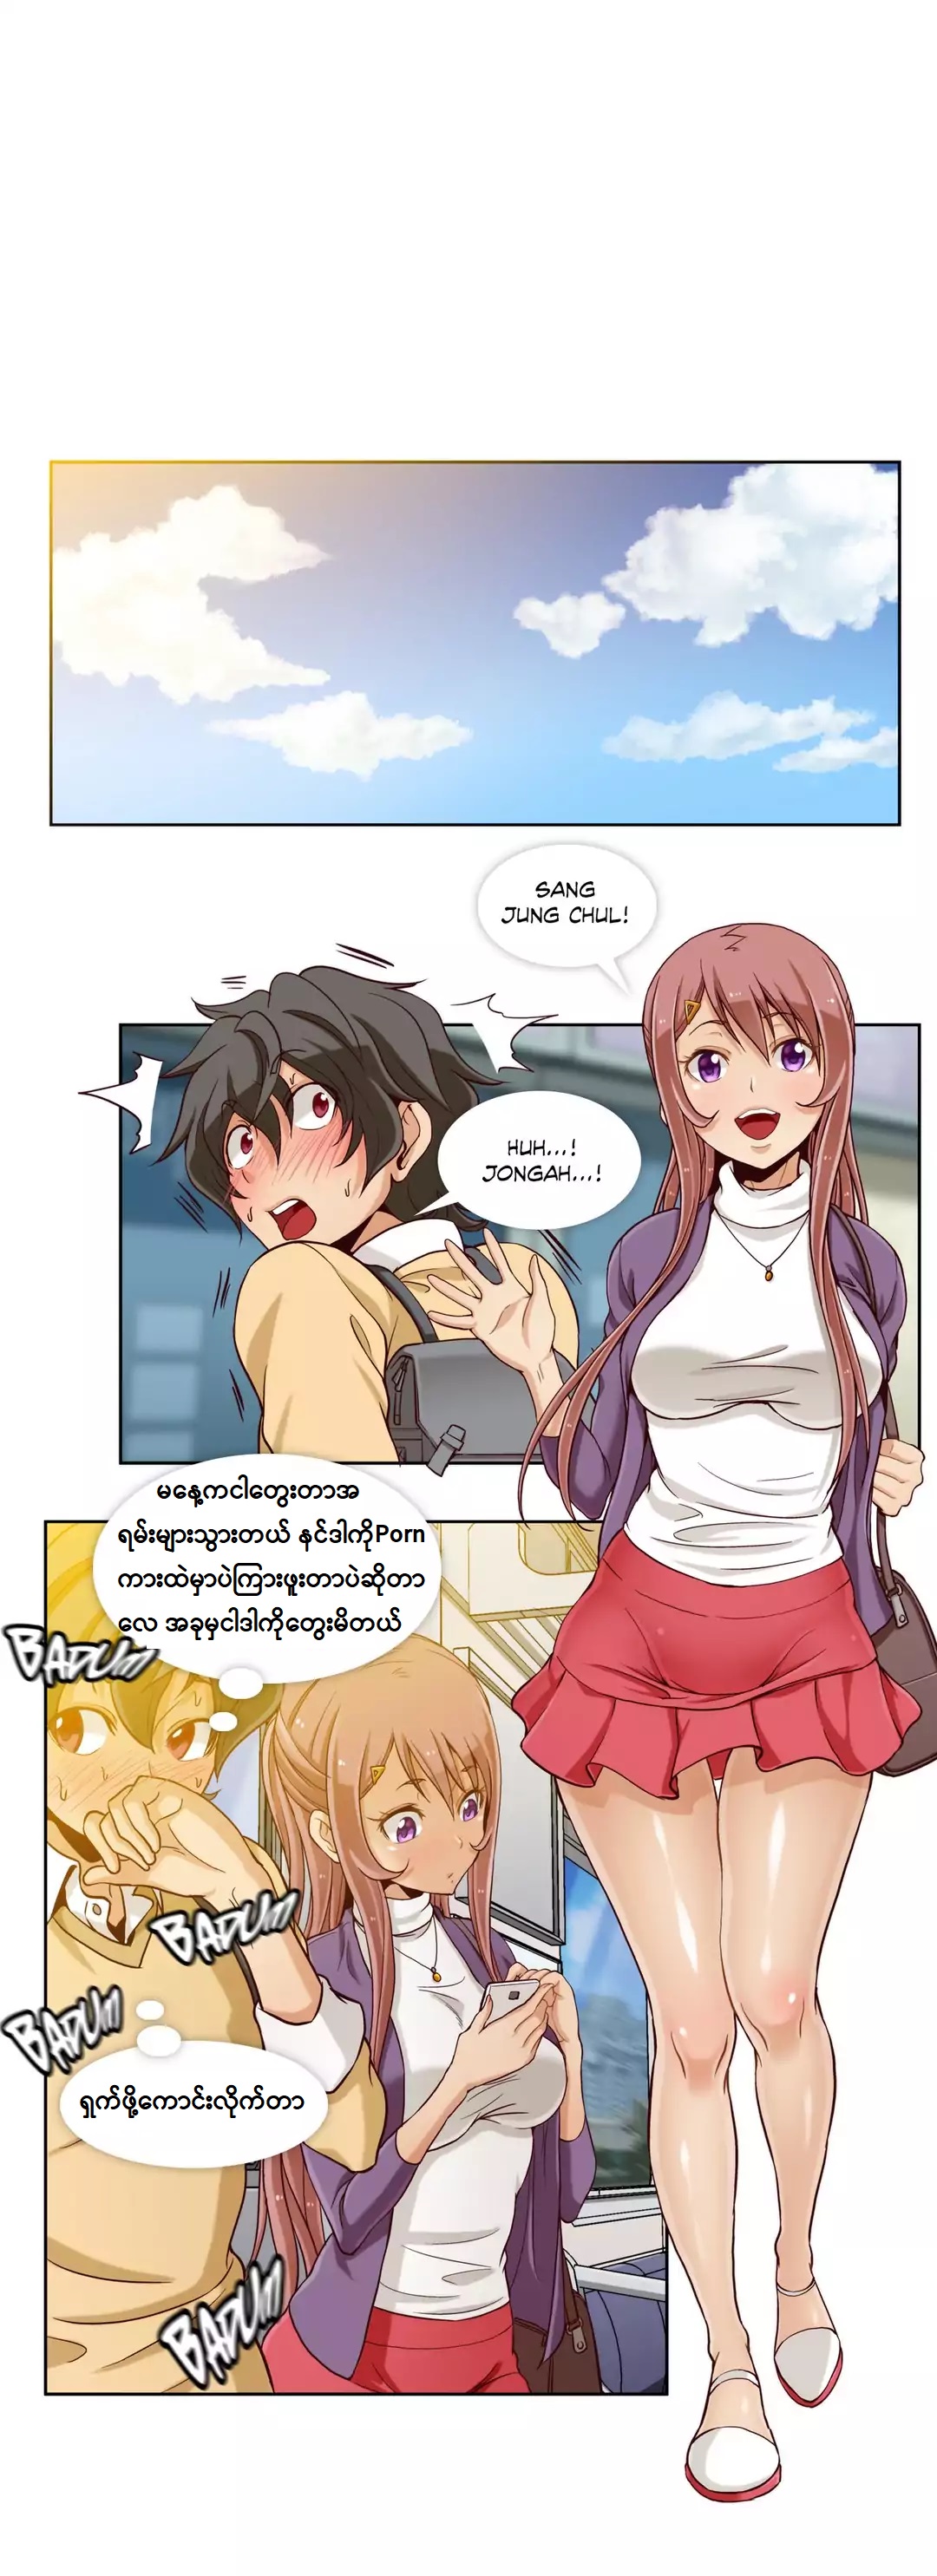 SANG
JUNG CHUL!
HUH...!
JONGAH...!
မနေ့ကငါတွေးတာအ
ရမ်းများသွားတယ် နင်ဒါကိုPorn
ကားထဲမှာပဲကြားဖူးတာပဲဆိုတာ
လေ အခုမှငါဒါကိုတွေးမိတယ်
BADUM
BADUM
BADUM
ရှက်ဖို့ကောင်းလိုက်တာ
BADUM